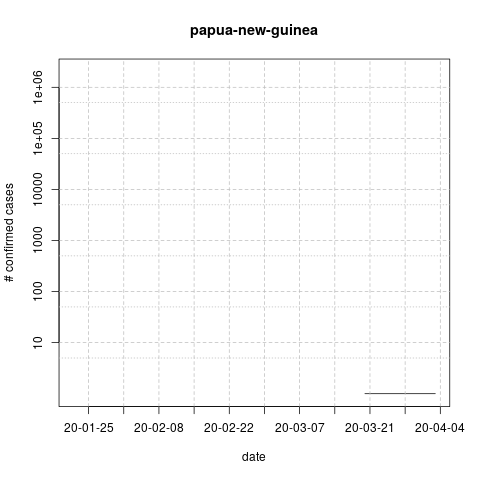 papua-new-guinea
# confirmed cases
1e+06
1e+05
10000
1000
100
10
20-01-25 20-02-08 20-02-22 20-03-07 20-03-21 20-04-04
date